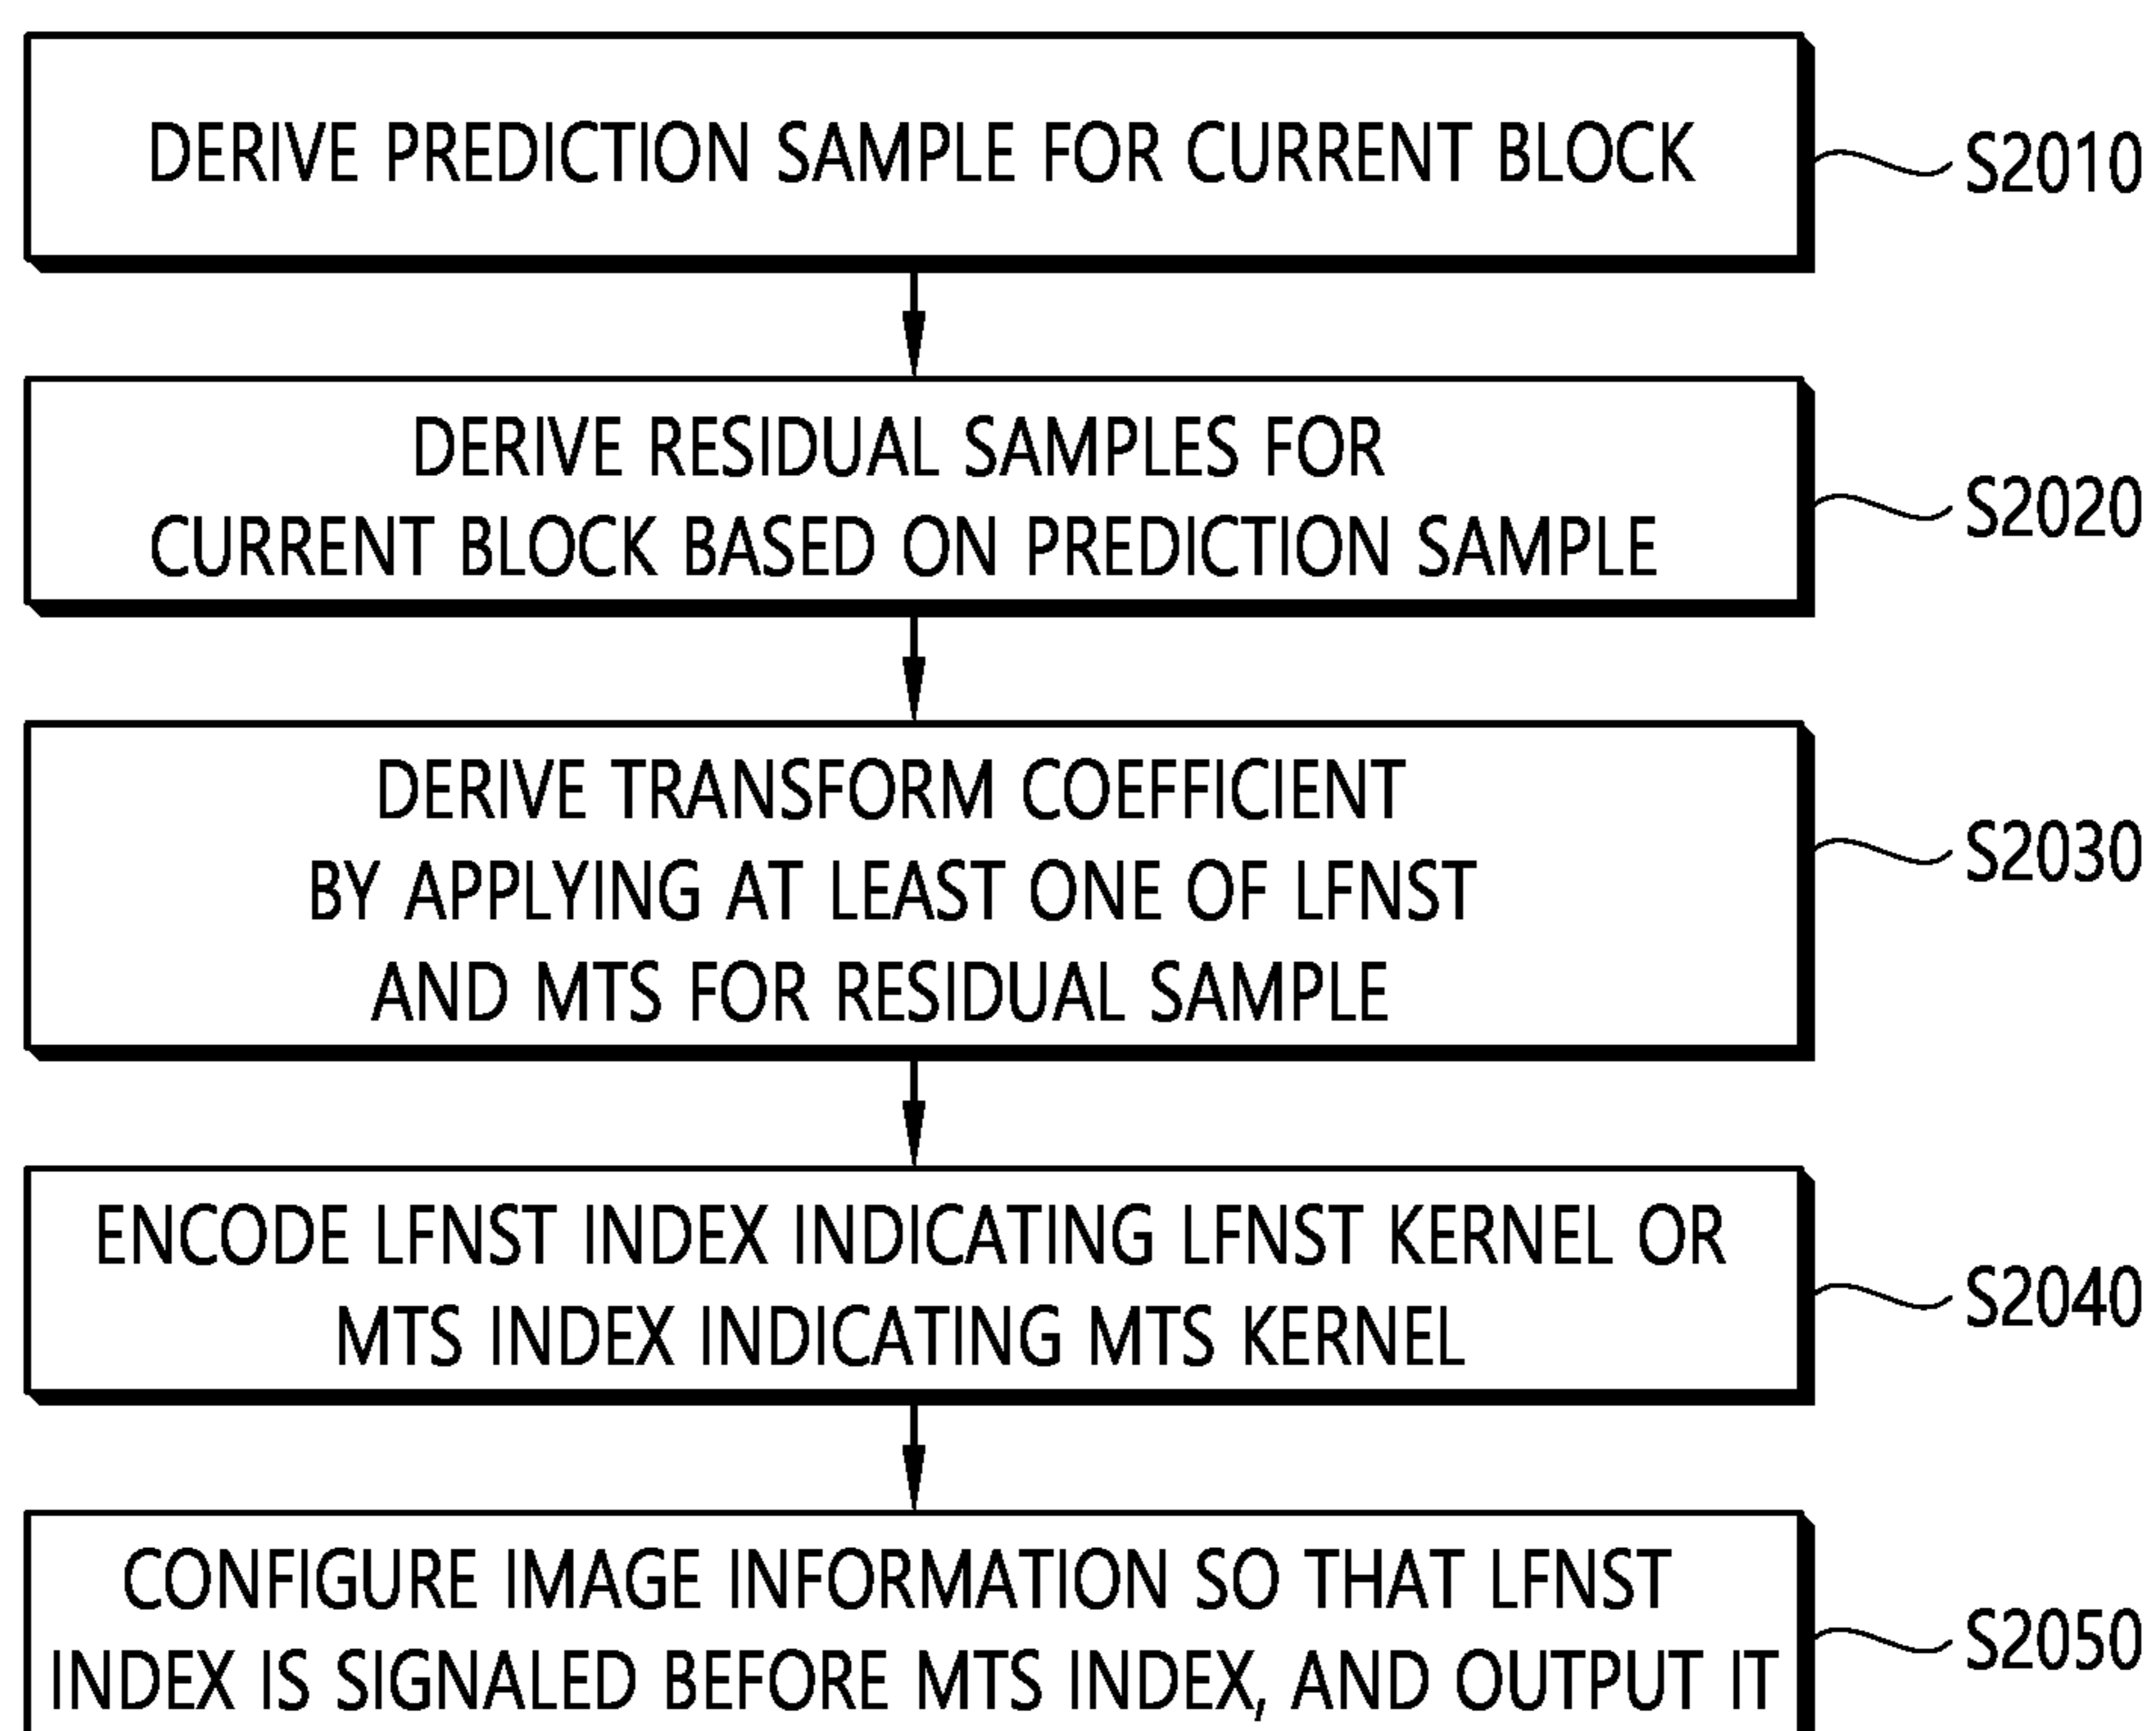 DERIVE PREDICTION SAMPLE FOR CURRENT BLOCK
S2010
DERIVE RESIDUAL SAMPLES FOR
CURRENT BLOCK BASED ON PREDICTION SAMPLE
S2020
DERIVE TRANSFORM COEFFICIENT
BY APPLYING AT LEAST ONE OF LFNST
AND MTS FOR RESIDUAL SAMPLE
S2030
ENCODE LFNST INDEX INDICATING LFNST KERNEL OR
MTS INDEX INDICATING MTS KERNEL
S2040
CONFIGURE IMAGE INFORMATION SO THAT LFNST
INDEX IS SIGNALED BEFORE MTS INDEX, AND OUTPUT IT
S2050